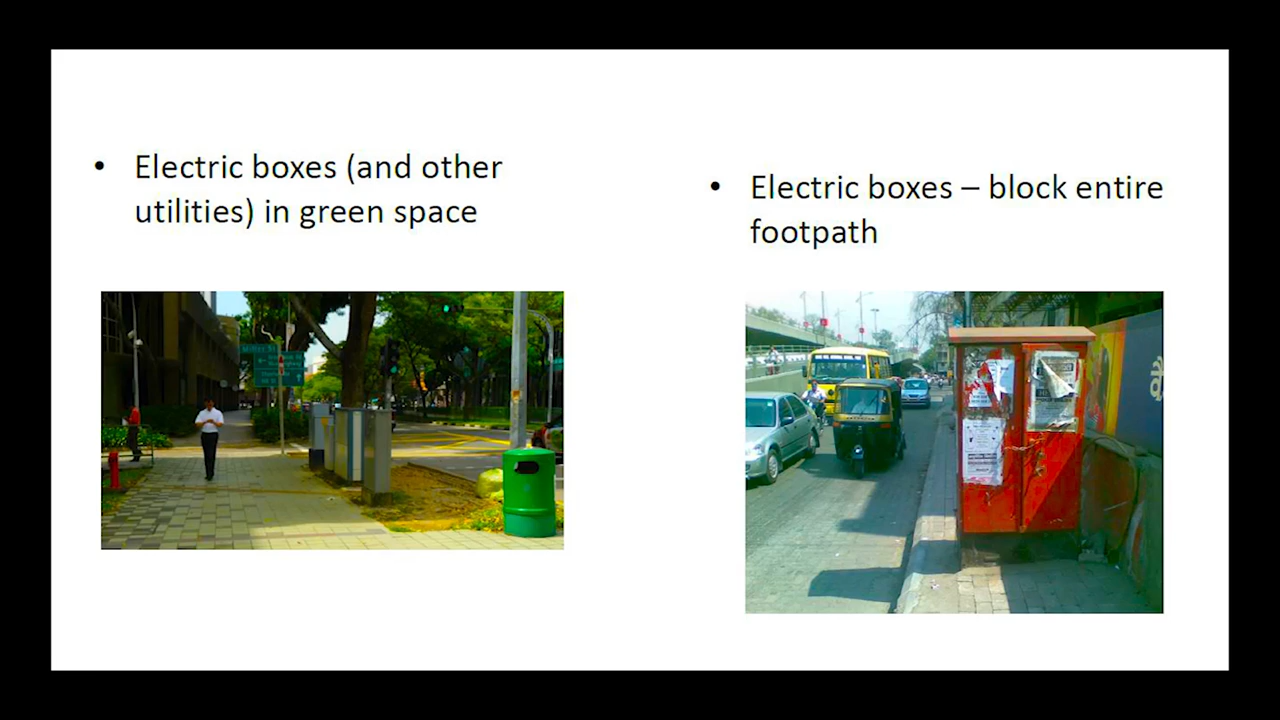 • Electric boxes (and other
utilities) in green space
• Electric boxes – block entire
footpath